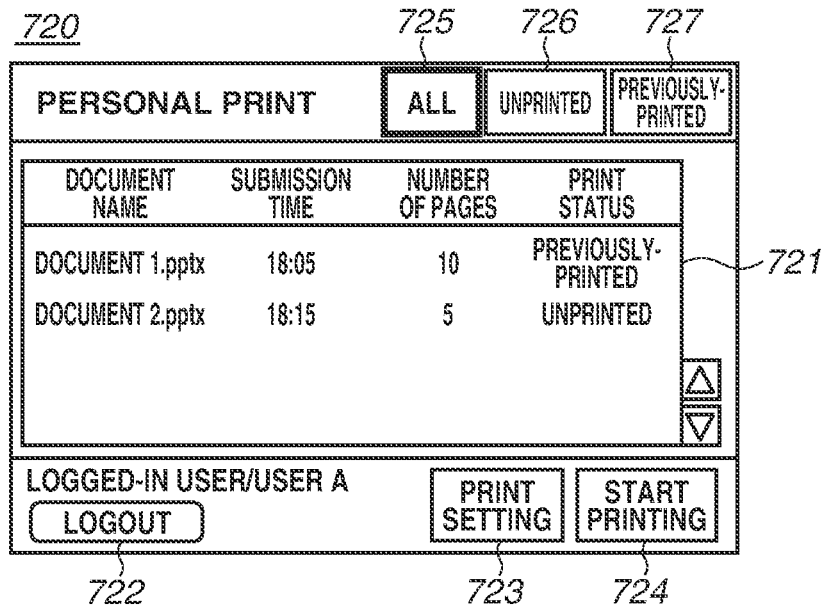 720
725 726 727
PERSONAL PRINT ALL UNPRINTED PREVIOUSLY-
PRINTED
DOCUMENT SUBMISSION NUMBER PRINT
NAME TIME OF PAGES STATUS
DOCUMENT 1.pptx 18:05 10 PREVIOUSLY-
PRINTED
721
DOCUMENT 2.pptx 18:15 5 UNPRINTED
LOGGED-IN USER/USER A
LOGOUT
PRINT
SETTING
START
PRINTING
722 723 724